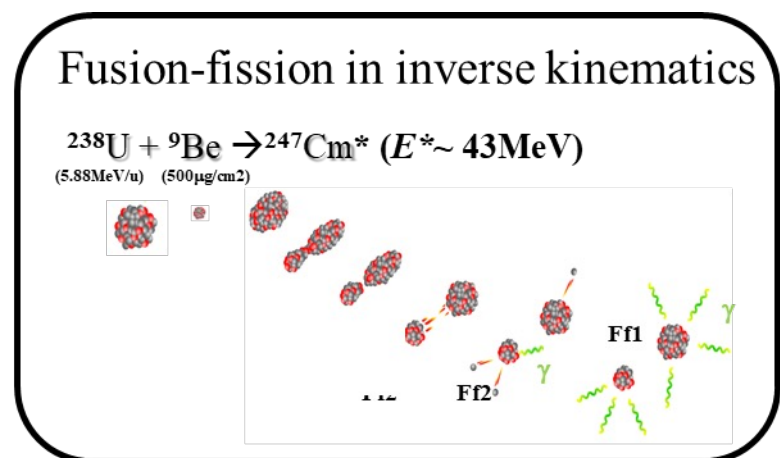 Fusion-fission in inverse kinematics
²³⁸U + ⁹Be →²⁴⁷Cm* (E*~ 43MeV)
(5.88MeV/u) (500μg/cm2)
γ
Ff1
γ
Ff2